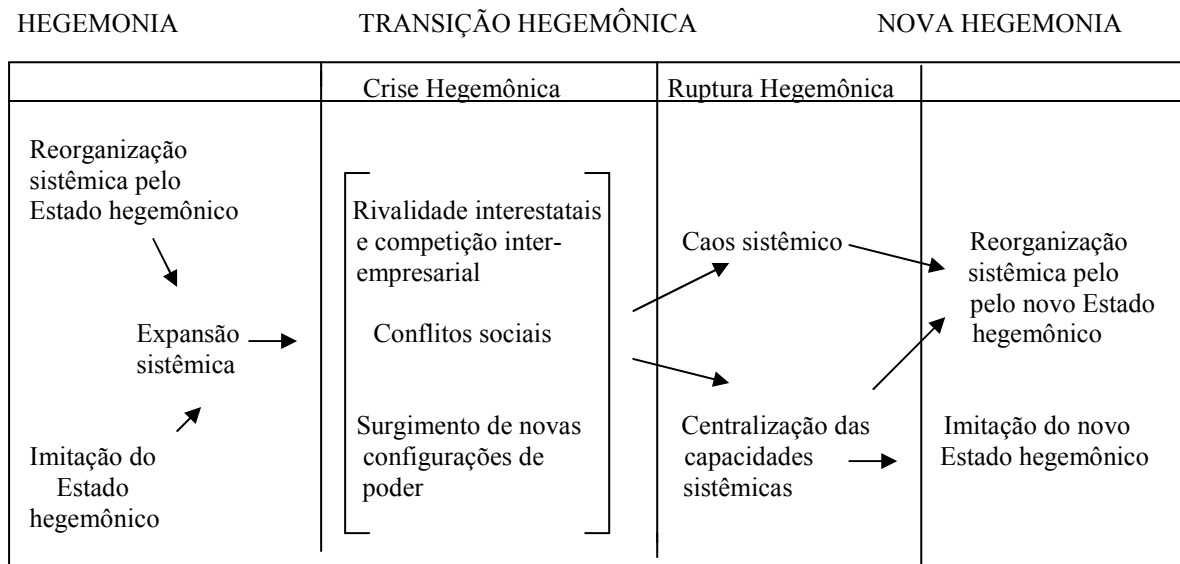 HEGEMONIA
TRANSIÇÃO HEGEMÔNICA
NOVA HEGEMONIA
Crise Hegemônica
Ruptura Hegemônica
Reorganização
sistêmica pelo
Estado hegemônico
Expansão
sistêmica
Imitação do
Estado
hegemônico
Rivalidade interestatais
e competição inter-
empresarial
Conflitos sociais
Surgimento de novas
configurações de
poder
Caos sistêmico
Centralização das
capacidades
sistêmicas
Reorganização
sistêmica pelo
pelo novo Estado
hegemônico
Imitação do novo
Estado hegemônico